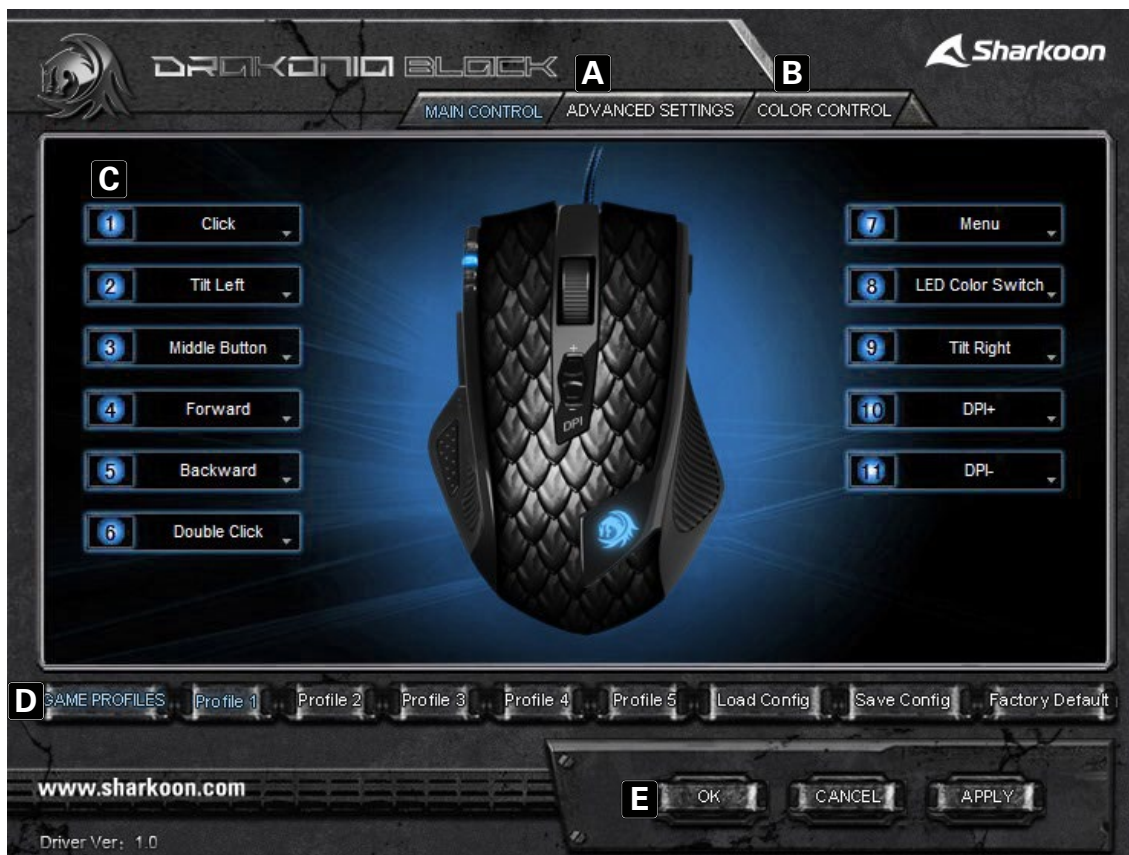 DRAKONIA BLACK
Sharkoon
A
B
MAIN CONTROL ADVANCED SETTINGS COLOR CONTROL
C
1 Click
2 Tilt Left
3 Middle Button
4 Forward
5 Backward
6 Double Click
7 Menu
8 LED Color Switch
9 Tilt Right
10 DPI+
11 DPI-
+
DPI
D
GAME PROFILES Profile 1 Profile 2 Profile 3 Profile 4 Profile 5 Load Config Save Config Factory Default
www.sharkoon.com
E
OK CANCEL APPLY
Driver Ver: 1.0